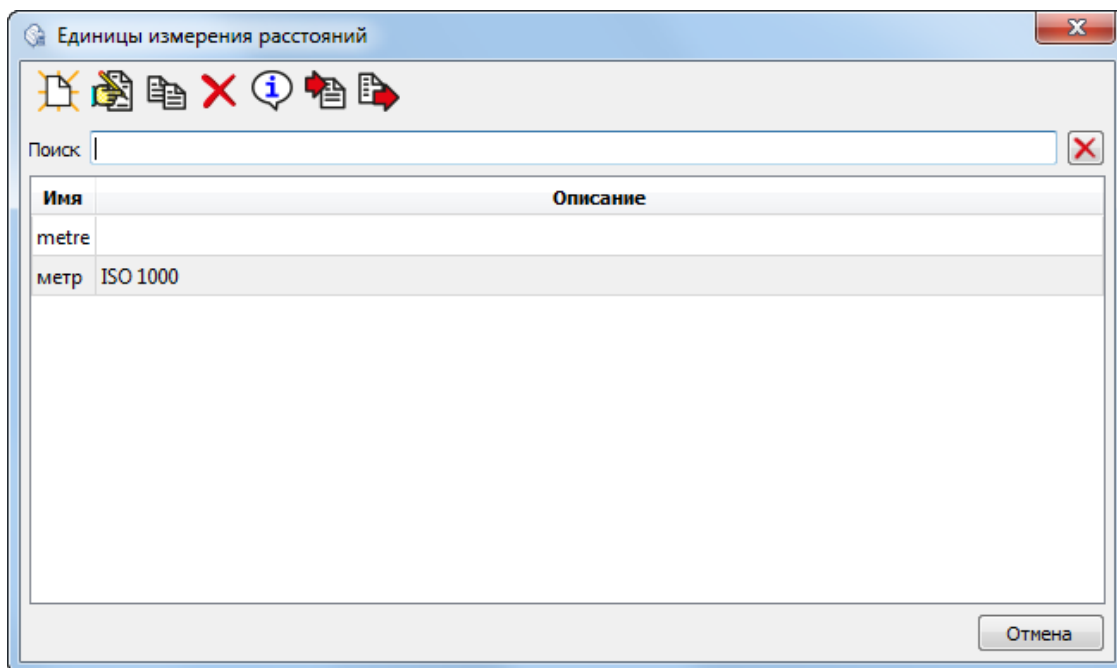 Единицы измерения расстояний
Поиск
Имя Описание
metre
метр ISO 1000
Отмена